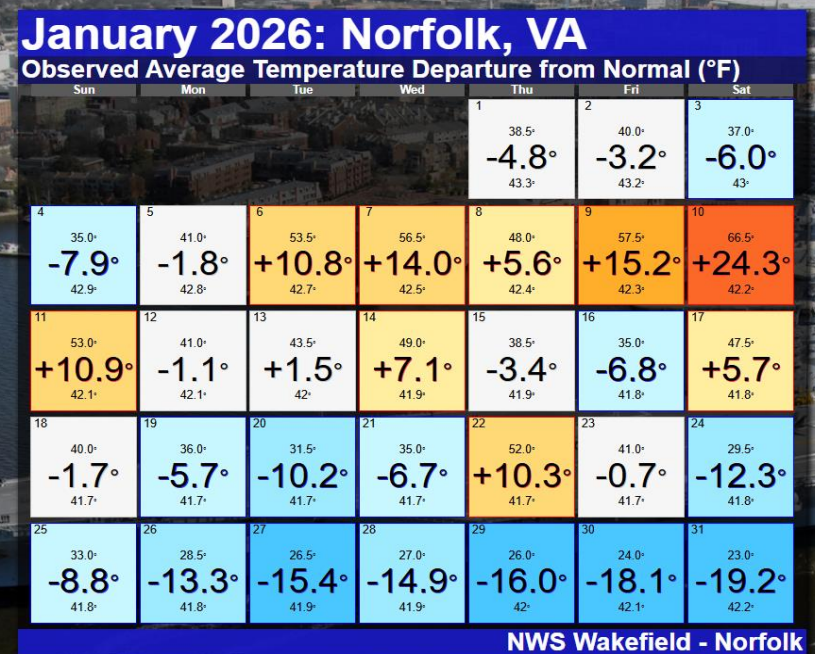 January 2026: Norfolk, VA
Observed Average Temperature Departure from Normal (°F)
Sun Mon Tue Wed Thu Fri Sat
1 2 3
38.5° 40.0° 37.0°
-4.8° -3.2° -6.0°
43.3° 43.2° 43°
4 5 6 7 8 9 10
35.0° 41.0° 53.5° 56.5° 48.0° 57.5° 66.5°
-7.9° -1.8° +10.8° +14.0° +5.6° +15.2° +24.3°
42.9° 42.8° 42.7° 42.5° 42.4° 42.3° 42.2°
11 12 13 14 15 16 17
53.0° 41.0° 43.5° 49.0° 38.5° 35.0° 47.5°
+10.9° -1.1° +1.5° +7.1° -3.4° -6.8° +5.7°
42.1° 42.1° 42° 41.9° 41.9° 41.8° 41.8°
18 19 20 21 22 23 24
40.0° 36.0° 31.5° 35.0° 52.0° 41.0° 29.5°
-1.7° -5.7° -10.2° -6.7° +10.3° -0.7° -12.3°
41.7° 41.7° 41.7° 41.7° 41.7° 41.7° 41.8°
25 26 27 28 29 30 31
33.0° 28.5° 26.5° 27.0° 26.0° 24.0° 23.0°
-8.8° -13.3° -15.4° -14.9° -16.0° -18.1° -19.2°
41.8° 41.8° 41.9° 41.9° 42° 42.1° 42.2°
NWS Wakefield - Norfolk